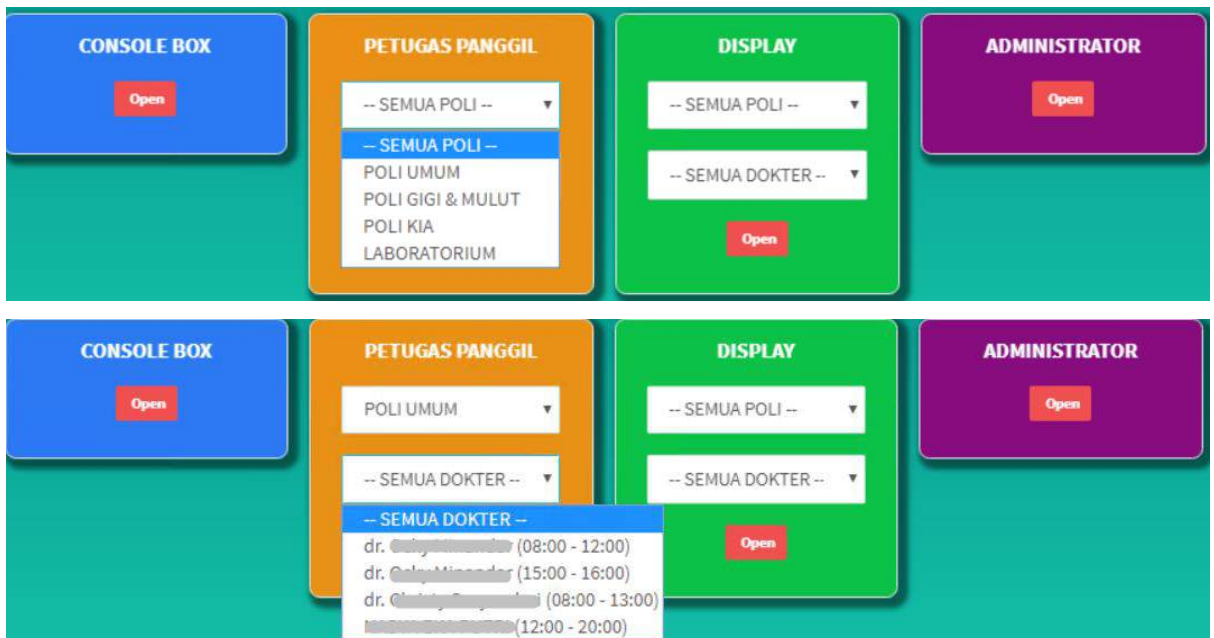 CONSOLE BOX
Open
PETUGAS PANGGIL
-- SEMUA POLI --
-- SEMUA POLI --
POLI UMUM
POLI GIGI & MULUT
POLI KIA
LABORATORIUM
DISPLAY
-- SEMUA POLI --
-- SEMUA DOKTER --
Open
ADMINISTRATOR
Open
CONSOLE BOX
Open
PETUGAS PANGGIL
POLI UMUM
-- SEMUA DOKTER --
-- SEMUA DOKTER --
dr. (08:00 - 12:00)
dr. (15:00 - 16:00)
dr. (08:00 - 13:00)
(12:00 - 20:00)
DISPLAY
-- SEMUA POLI --
-- SEMUA DOKTER --
Open
ADMINISTRATOR
Open